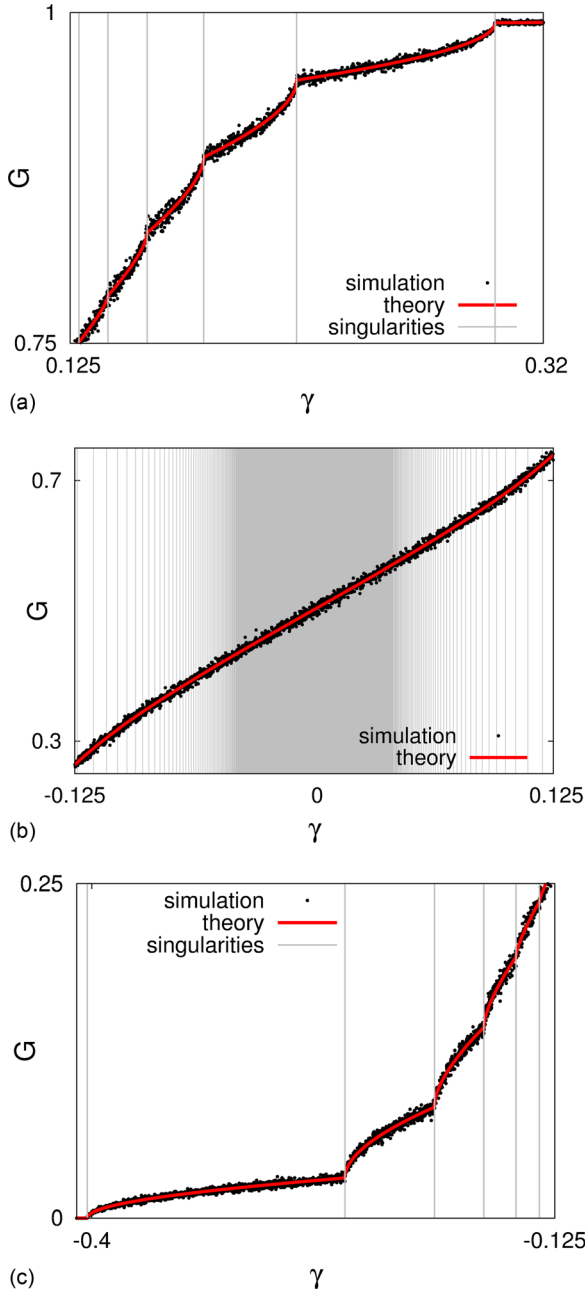 1
G
simulation
theory
singularities
0.75
0.125
0.32
(a)
γ
0.7
G
simulation
theory
0.3
-0.125
0
0.125
(b)
γ
0.25
simulation
theory
singularities
G
0
-0.4
-0.125
(c)
γ